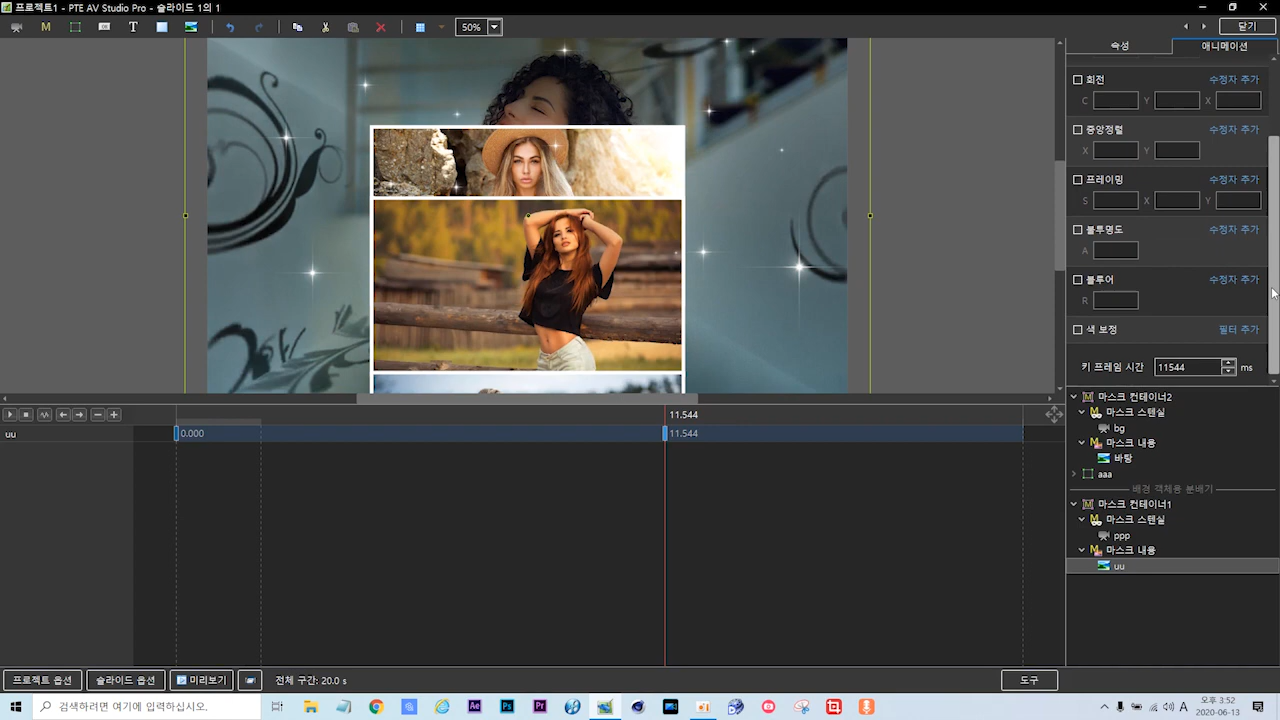 프로젝트1 - PTE AV Studio Pro - 슬라이드 1의 1
M OK T 50% 닫기
속성 애니메이션
회전 수정자 추가
C Y X
중앙정렬 수정자 추가
X Y
프레이밍 수정자 추가
S X Y
불투명도 수정자 추가
A
블루어 수정자 추가
R
색 보정 필터 추가
키 프레임 시간 11544 ms
마스크 컨테이너2
마스크 스텐실
bg
마스크 내용
바탕
aaa
배경 객체용 분배기
마스크 컨테이너1
마스크 스텐실
ppp
마스크 내용
uu
11.544
uu 0.000 11.544
프로젝트 옵션 슬라이드 옵션 미리보기 전체 구간: 20.0 s 도구
검색하려면 여기에 입력하십시오. Ae Ps Pr A 오후 3:52
2020-06-13